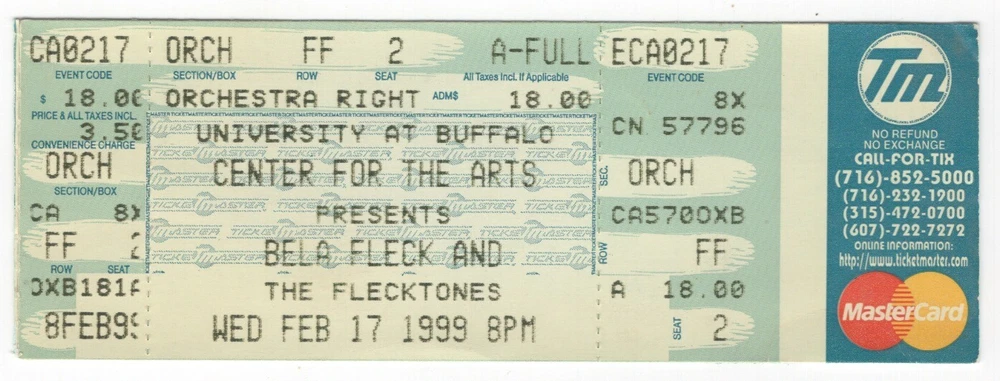 CA0217 ORCH FF 2 A-FULL ECA0217
EVENT CODE SECTION/BOX ROW SEAT All Taxes Incl. If Applicable EVENT CODE
$ 18.00 ORCHESTRA RIGHT ADM$ 18.00 8X
PRICE & ALL TAXES INCL.
3.50 UNIVERSITY AT BUFFALO CN 57796
CONVENIENCE CHARGE
ORCH CENTER FOR THE ARTS SEC. ORCH
SECTION/BOX
CA 8X PRESENTS CA5700XB
FF 2 BELA FLECK AND ROW FF
ROW SEAT
0XB181A THE FLECKTONES A 18.00
8FEB99 WED FEB 17 1999 8PM SEAT 2
TICKETMASTER
TM
NO REFUND
NO EXCHANGE
CALL-FOR-TIX
(716)-852-5000
(716)-232-1900
(315)-472-0700
(607)-722-7272
ONLINE INFORMATION:
http://www.ticketmaster.com
MasterCard